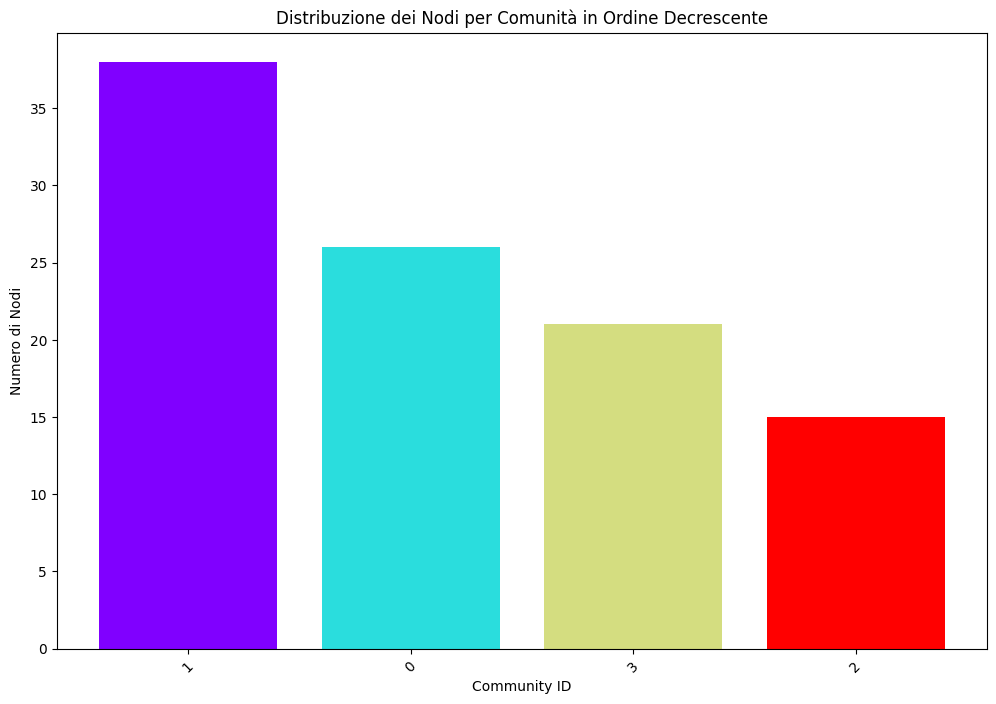 Distribuzione dei Nodi per Comunità in Ordine Decrescente
Numero di Nodi
35
30
25
20
15
10
5
0
1 0 3 2
Community ID